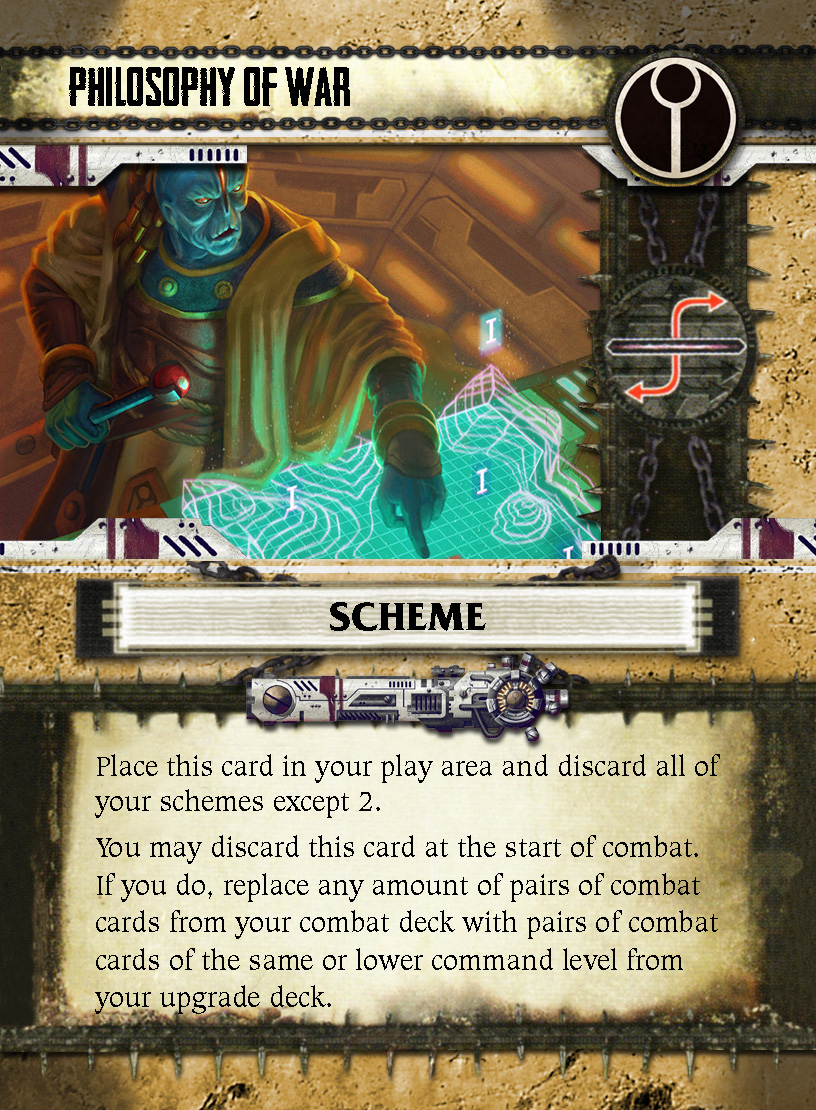 PHILOSOPHY OF WAR
I
I
I
I
SCHEME
Place this card in your play area and discard all of
your schemes except 2.
You may discard this card at the start of combat.
If you do, replace any amount of pairs of combat
cards from your combat deck with pairs of combat
cards of the same or lower command level from
your upgrade deck.